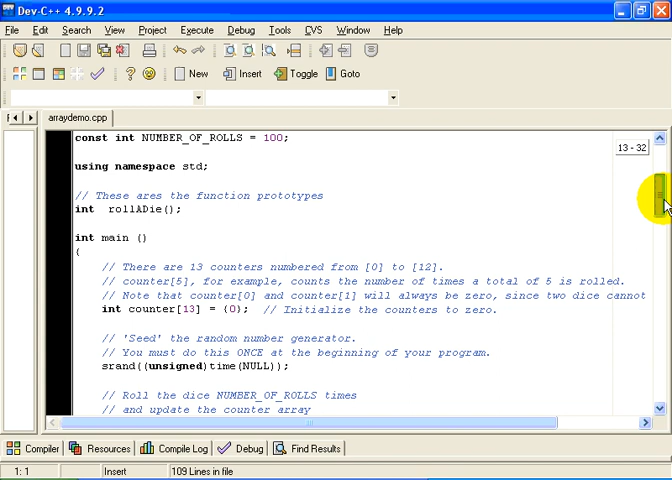 Dev-C++ 4.9.9.2
File Edit Search View Project Execute Debug Tools CVS Window Help
New Insert Toggle Goto
arraydemo.cpp
const int NUMBER_OF_ROLLS = 100;
13 - 32
using namespace std;
// These ares the function prototypes
int rollADie();
int main ()
{
// There are 13 counters numbered from [0] to [12].
// counter[5], for example, counts the number of times a total of 5 is rolled.
// Note that counter[0] and counter[1] will always be zero, since two dice cannot
int counter[13] = {0}; // Initialize the counters to zero.
// 'Seed' the random number generator.
// You must do this ONCE at the beginning of your program.
srand((unsigned)time(NULL));
// Roll the dice NUMBER_OF_ROLLS times
// and update the counter array
Compiler Resources Compile Log Debug Find Results
1: 1 Insert 109 Lines in file